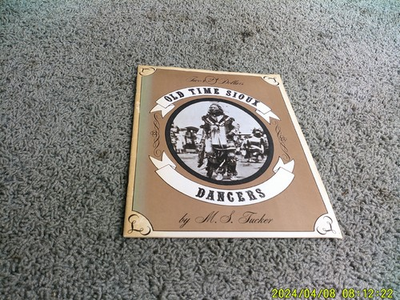 OLD TIME SIOUX
DANCERS
by M. S. Tucker
2024/04/08 08:12:22